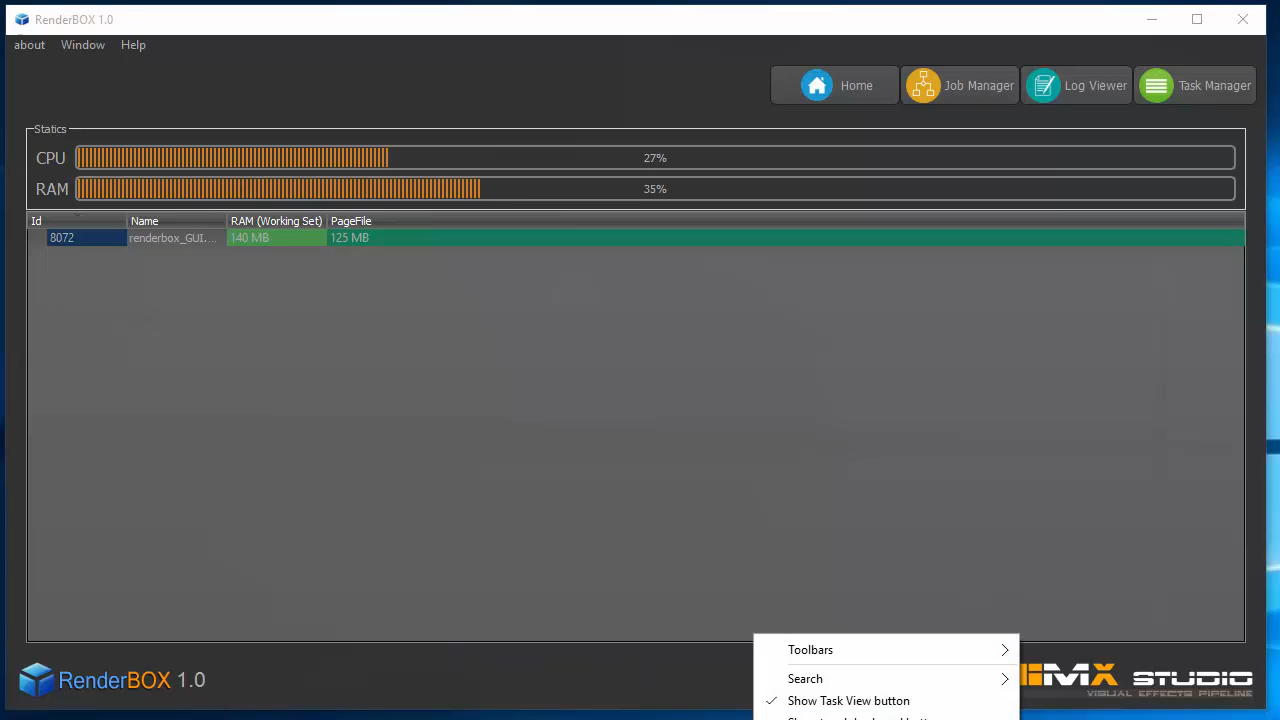 RenderBOX 1.0
about Window Help
Home Job Manager Log Viewer Task Manager
Statics
CPU 27%
RAM 35%
Id Name RAM (Working Set) PageFile
8072 renderbox_GUI.... 140 MB 125 MB
Toolbars
Search
Show Task View button
RenderBOX 1.0
MX STUDIO
VISUAL EFFECTS PIPELINE